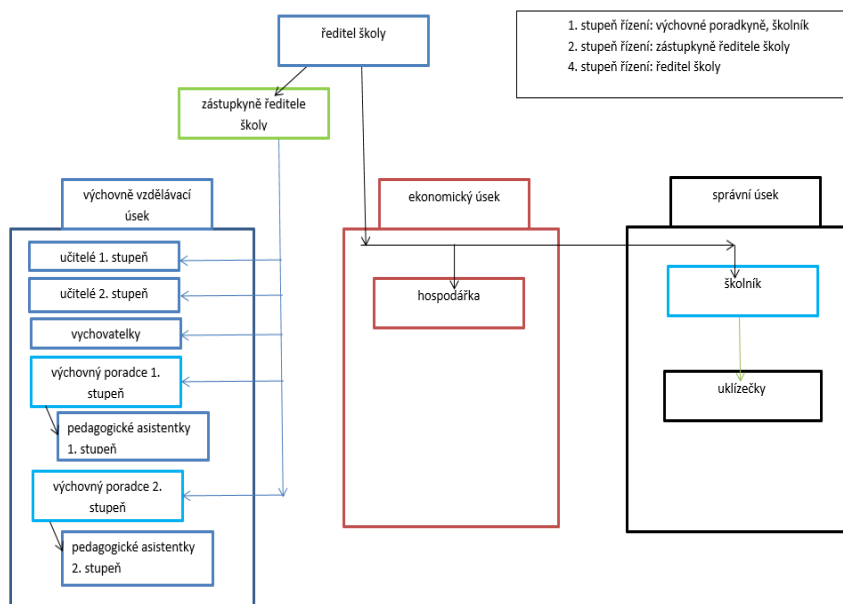 ředitel školy
1. stupeň řízení: výchovné poradkyně, školník
2. stupeň řízení: zástupkyně ředitele školy
4. stupeň řízení: ředitel školy
zástupkyně ředitele
školy
výchovně vzdělávací
úsek
učitelé 1. stupeň
učitelé 2. stupeň
vychovatelky
výchovný poradce 1.
stupeň
pedagogické asistentky
1. stupeň
výchovný poradce 2.
stupeň
pedagogické asistentky
2. stupeň
ekonomický úsek
hospodářka
správní úsek
školník
uklízečky